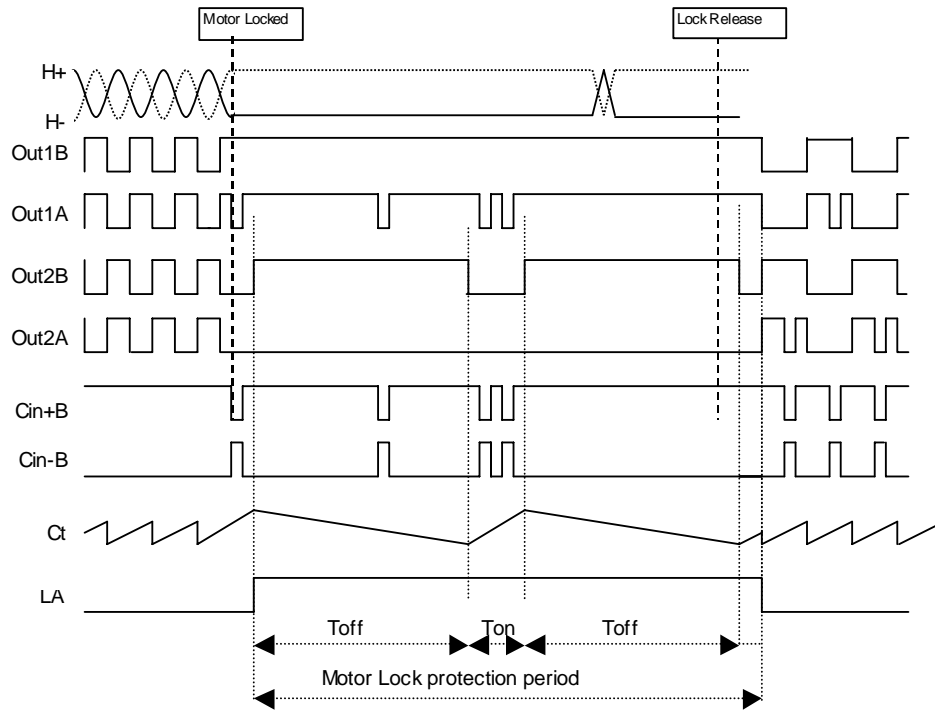 Motor Locked
Lock Release
H+
H-
Out1B
Out1A
Out2B
Out2A
Cin+B
Cin-B
Ct
LA
Toff Ton Toff
Motor Lock protection period